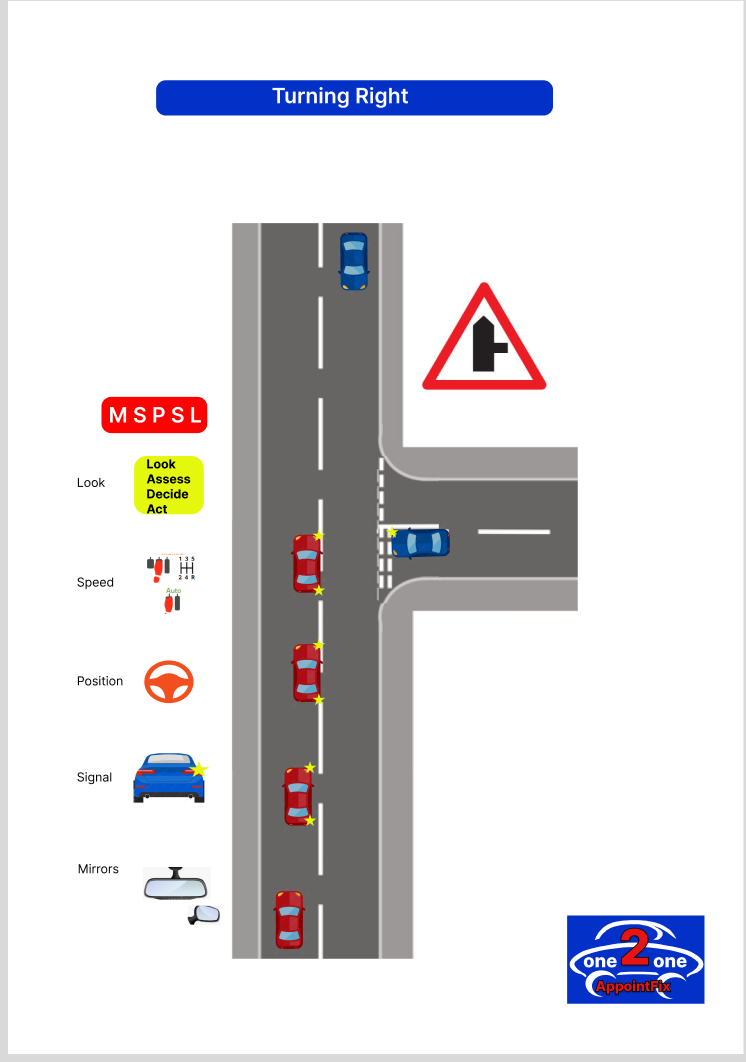 Turning Right
M S P S L
Look
Look
Assess
Decide
Act
Speed
1 3 5
2 4 R
Auto
Position
Signal
Mirrors
one 2 one
AppointFix